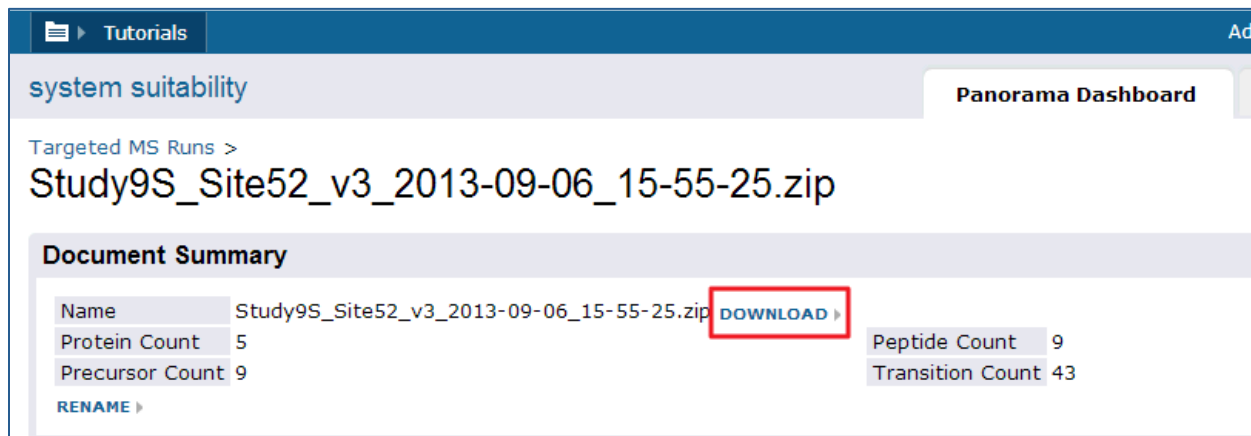 Tutorials Ad
system suitability Panorama Dashboard
Targeted MS Runs >
Study9S_Site52_v3_2013-09-06_15-55-25.zip
Document Summary
Name Study9S_Site52_v3_2013-09-06_15-55-25.zip DOWNLOAD
Protein Count 5 Peptide Count 9
Precursor Count 9 Transition Count 43
RENAME